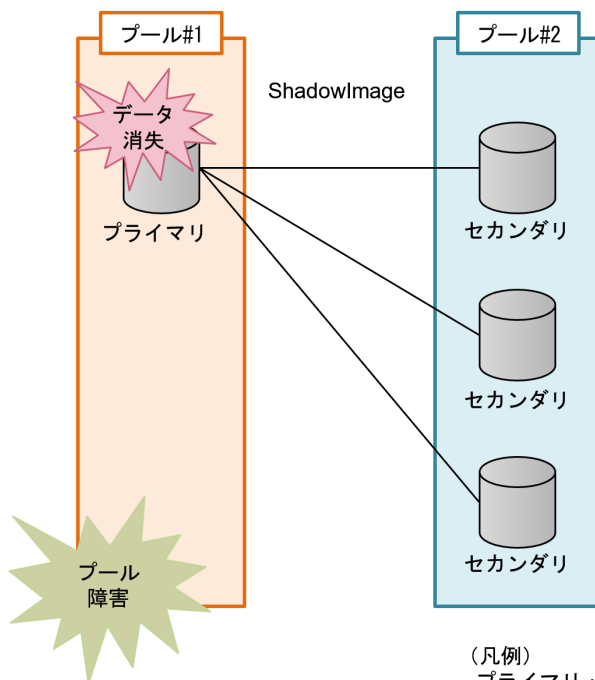 プール#1
プール#2
ShadowImage
データ
消失
プライマリ
セカンダリ
セカンダリ
セカンダリ
プール
障害
（凡例）